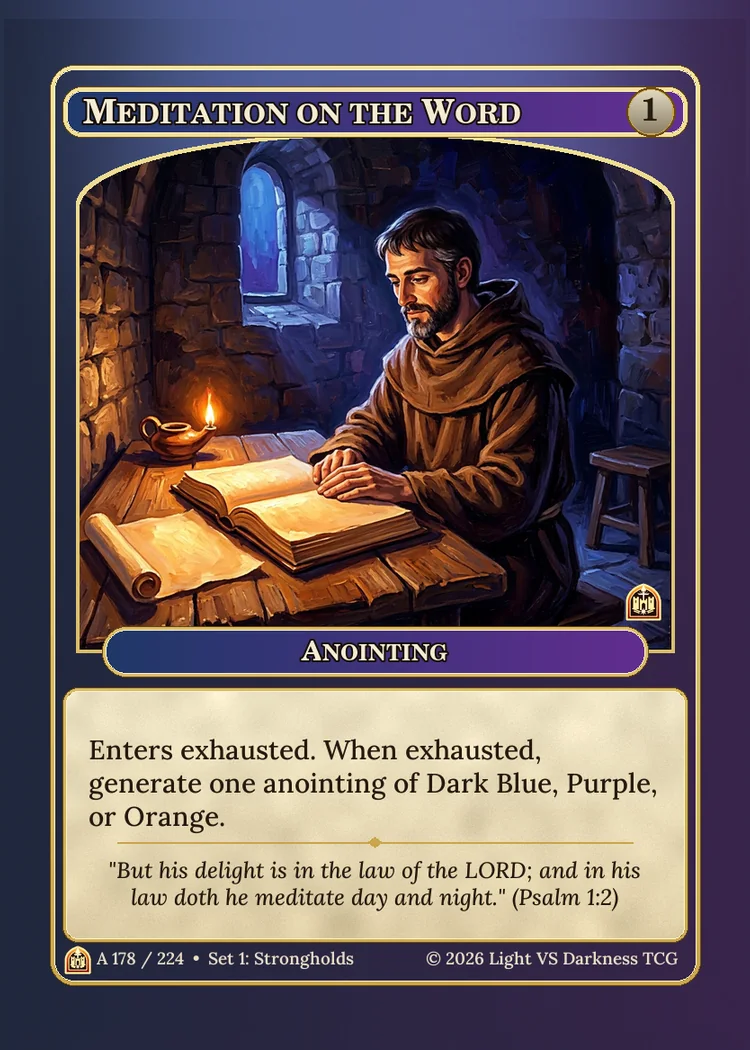 Meditation on the Word
1
Anointing
Enters exhausted. When exhausted,
generate one anointing of Dark Blue, Purple,
or Orange.
"But his delight is in the law of the LORD; and in his
law doth he meditate day and night." (Psalm 1:2)
A 178 / 224 • Set 1: Strongholds
© 2026 Light VS Darkness TCG